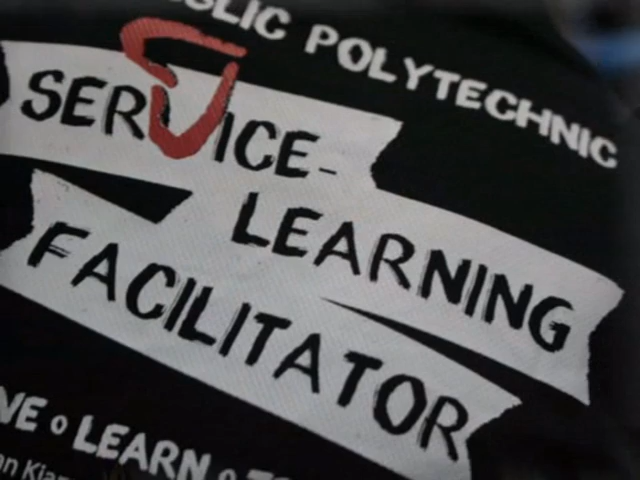 POLYTECHNIC
SERVICE-
LEARNING
FACILITATOR
LEARN